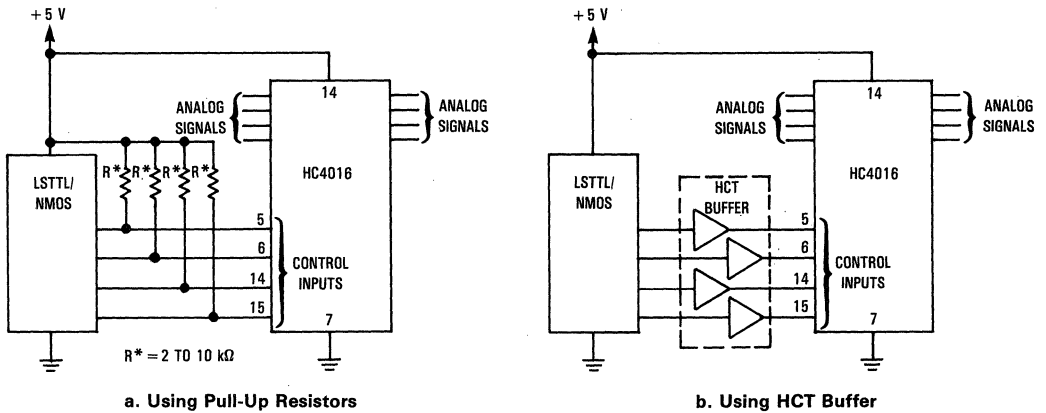 +5 V
14
ANALOG
SIGNALS
ANALOG
SIGNALS
R* R* R* R*
HC4016
LSTTL/
NMOS
5
6
14
15
CONTROL
INPUTS
7
R* = 2 TO 10 kΩ
a. Using Pull-Up Resistors
+5 V
14
ANALOG
SIGNALS
ANALOG
SIGNALS
LSTTL/
NMOS
HCT
BUFFER
HC4016
5
6
14
15
CONTROL
INPUTS
7
b. Using HCT Buffer